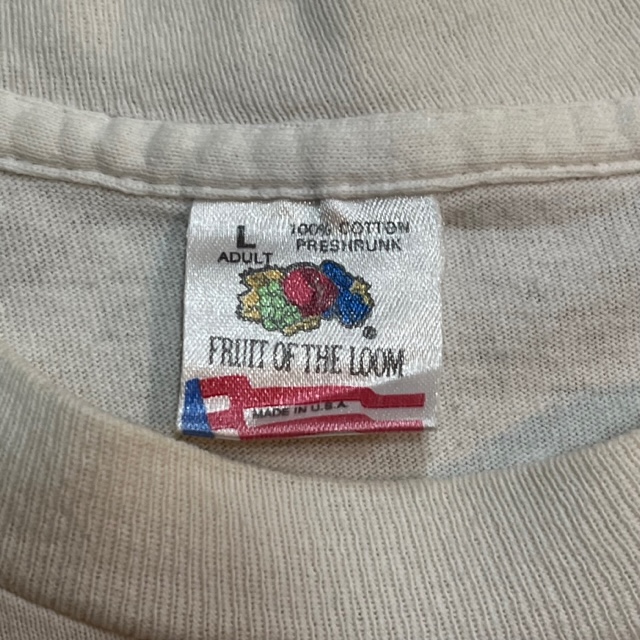 L 100% COTTON
ADULT PRESHRUNK
®
FRUIT OF THE LOOM
MADE IN U.S.A.